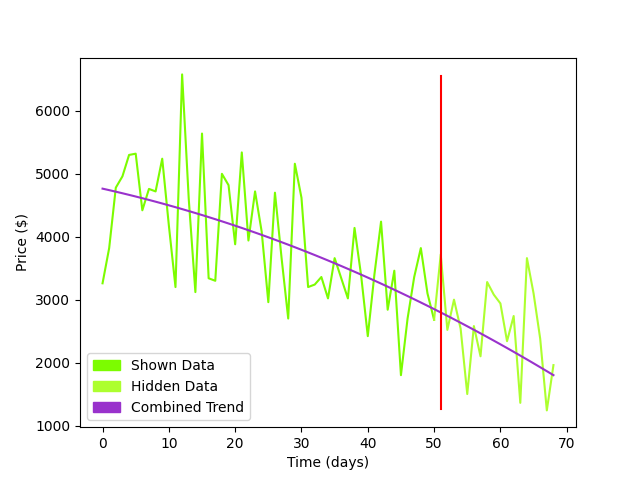 6000
5000
4000
3000
2000
1000
Price ($)
Shown Data
Hidden Data
Combined Trend
0 10 20 30 40 50 60 70
Time (days)